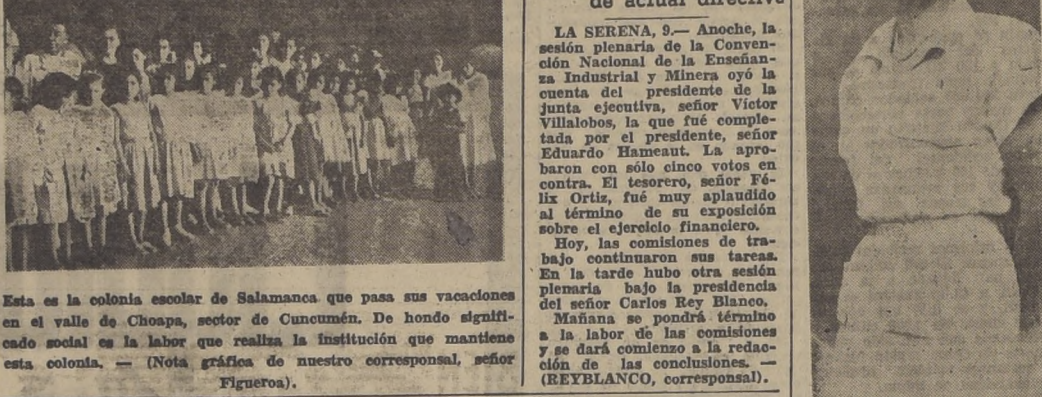 Esta es la colonia escolar de Salamanca que pasa sus vacaciones
en el valle de Choapa, sector de Cuncumén. De hondo signifi-
cado social es la labor que realiza la institución que mantiene
esta colonia. — (Nota gráfica de nuestro corresponsal, señor
Figueroa).
de actual directive
LA SERENA, 9.— Anoche, la
sesión plenaria de la Conven-
ción Nacional de la Enseñan-
za Industrial y Minera oyó la
cuenta del presidente de la
junta ejecutiva, señor Víctor
Villalobos, la que fué comple-
tada por el presidente, señor
Eduardo Hameaut. La apro-
baron con sólo cinco votos en
contra. El tesorero, señor Fé-
lix Ortiz, fué muy aplaudido
al término de su exposición
sobre el ejercicio financiero.
Hoy, las comisiones de tra-
bajo continuaron sus tareas.
En la tarde hubo otra sesión
plenaria bajo la presidencia
del señor Carlos Rey Blanco.
Mañana se pondrá término
a la labor de las comisiones
y se dará comienzo a la redac-
ción de las conclusiones. —
(REYBLANCO, corresponsal).